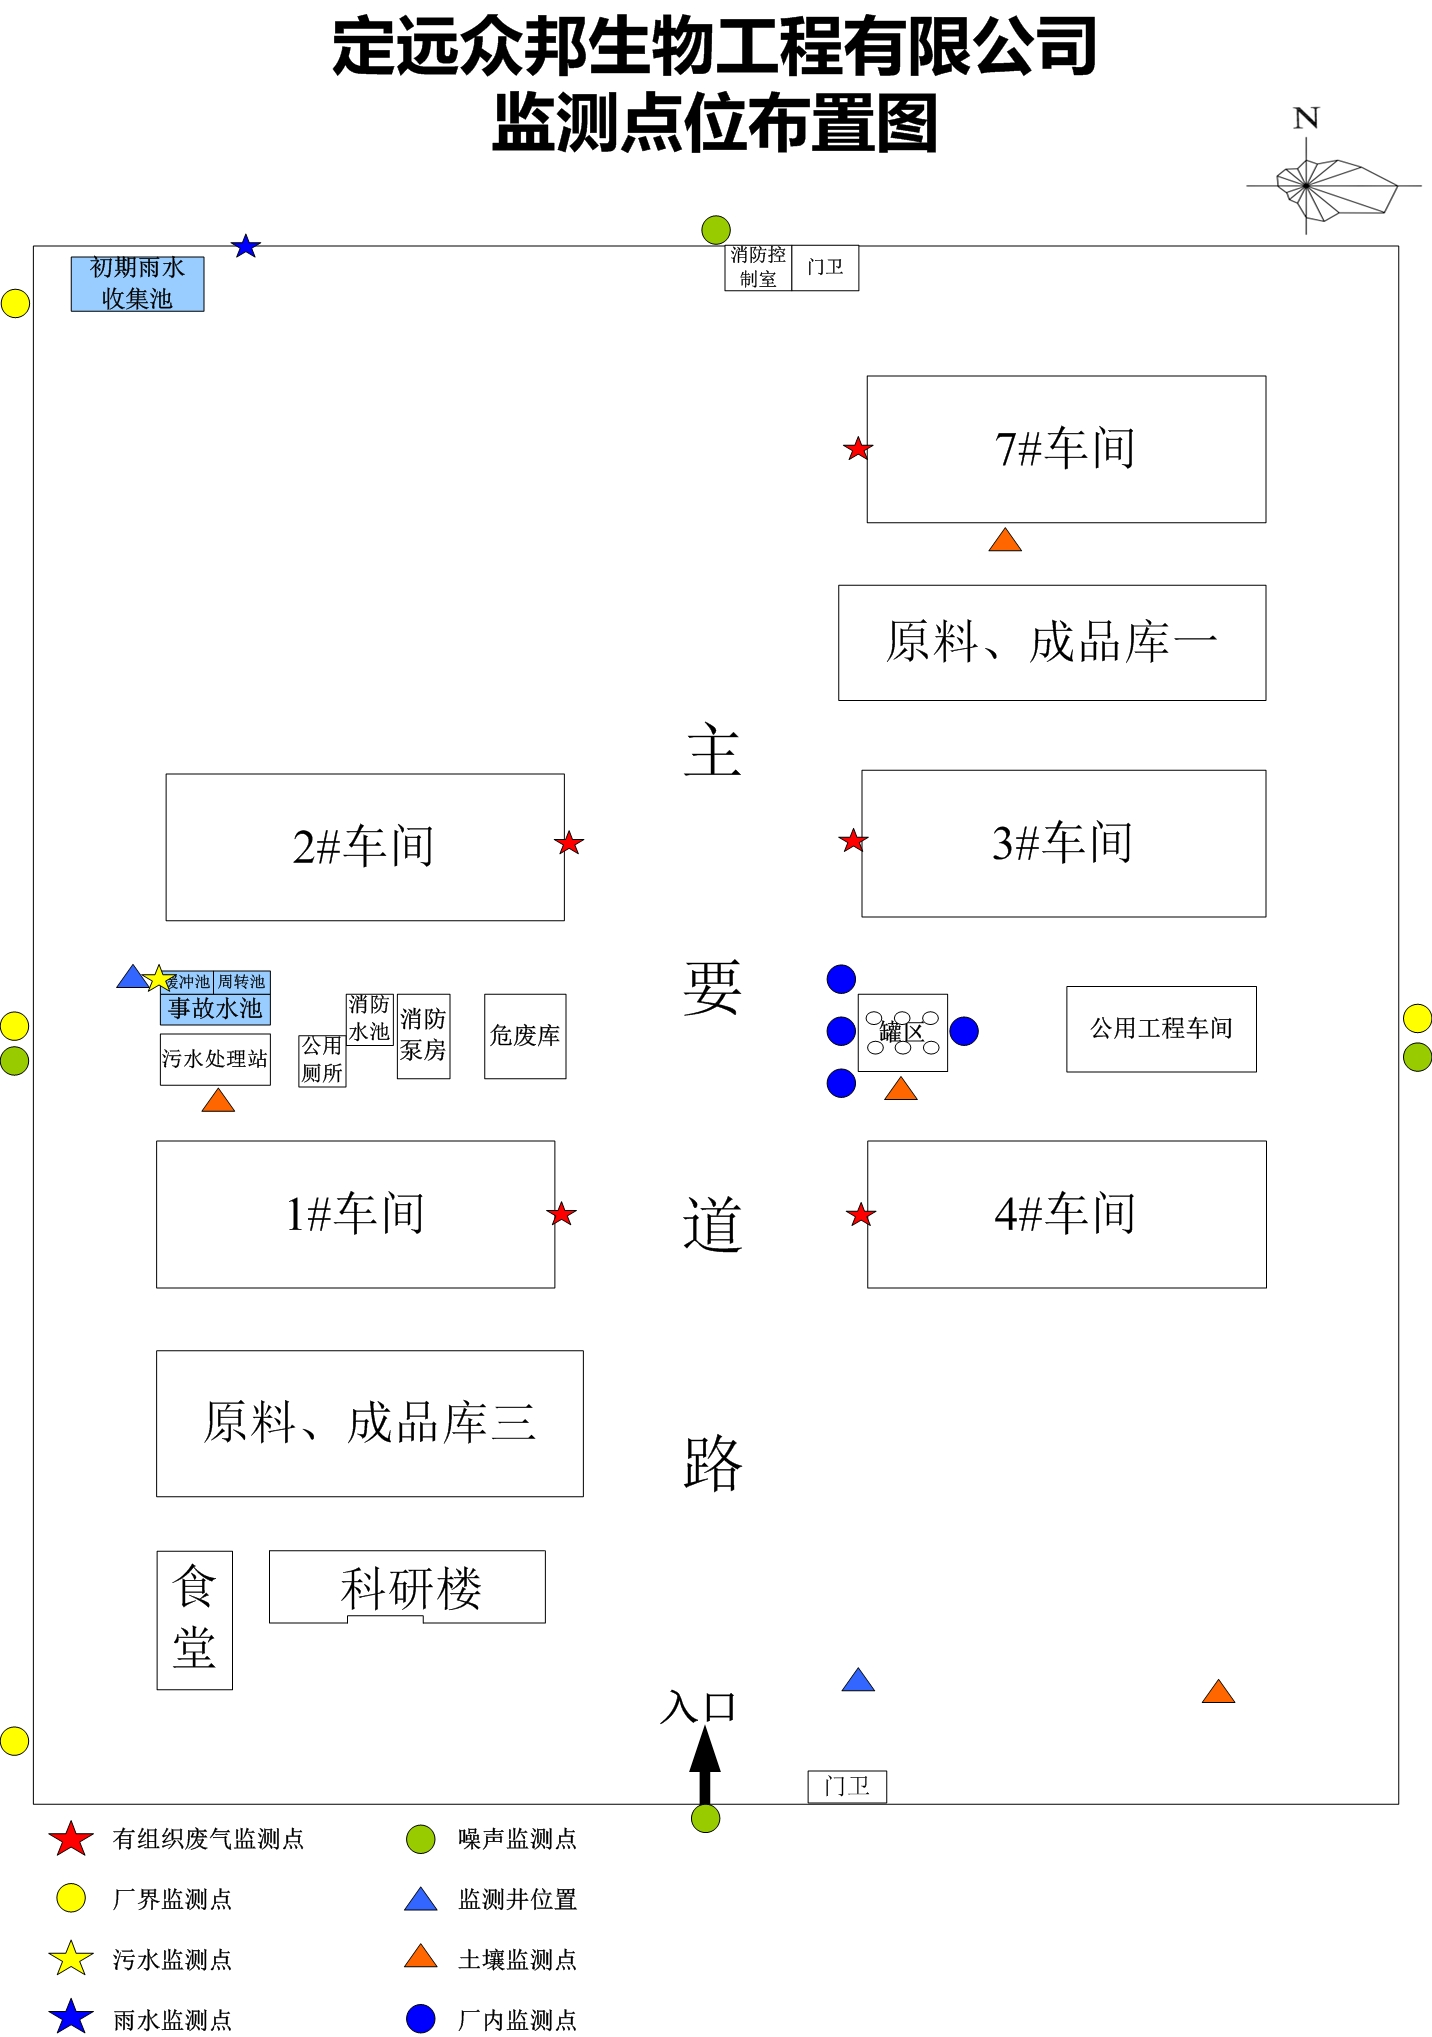 定远众邦生物工程有限公司
监测点位布置图
N
初期雨水
收集池
消防控
制室
门卫
7#车间
原料、成品库一
主
要
道
路
2#车间
3#车间
缓冲池
周转池
事故水池
污水处理站
公用
厕所
消防
水池
消防
泵房
危废库
罐区
公用工程车间
1#车间
4#车间
原料、成品库三
食
堂
科研楼
入口
门卫
有组织废气监测点
噪声监测点
厂界监测点
监测井位置
污水监测点
土壤监测点
雨水监测点
厂内监测点